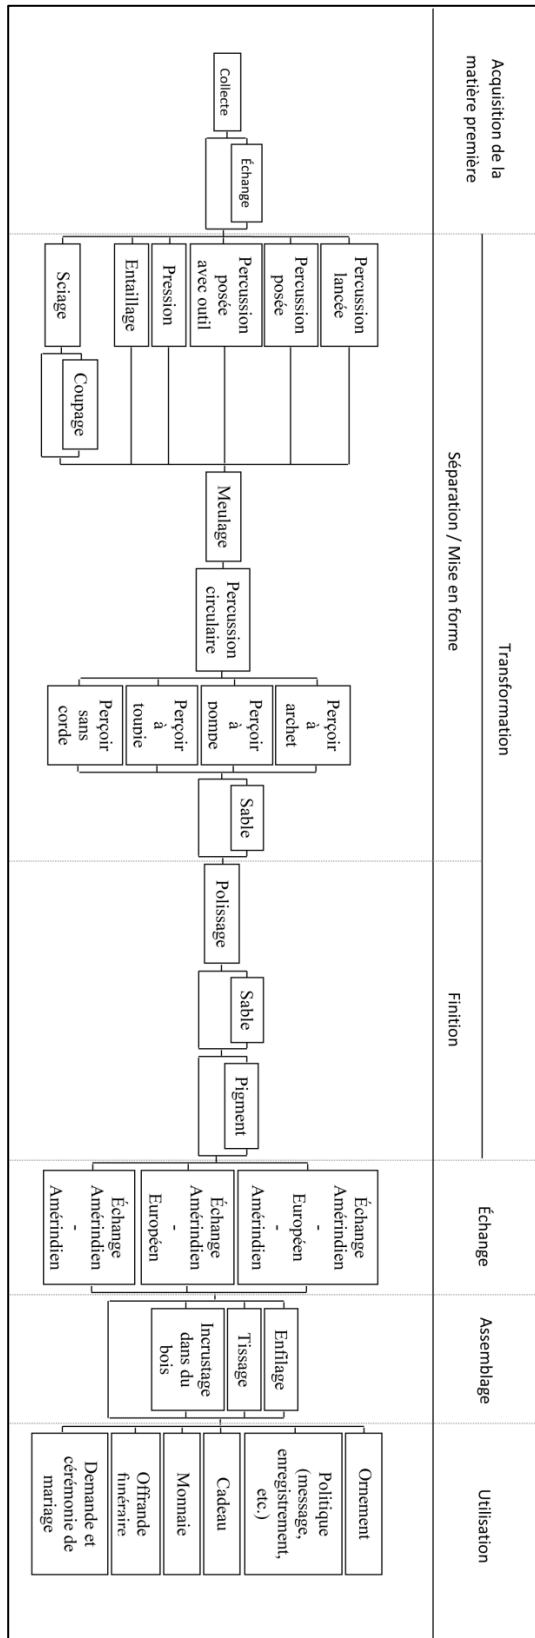 Acquisition de la
matière première
Transformation
Séparation / Mise en forme
Finition
Échange
Assemblage
Utilisation
Collecte
Échange
Percussion
lancée
Percussion
posée
Percussion
posée
avec outil
Pression
Entaillage
Sciage
Coupage
Meulage
Percussion
circulaire
Perçoir
à
archet
Perçoir
à
pompe
Perçoir
à
toupie
Perçoir
sans
corde
Sable
Polissage
Sable
Pigment
Échange
Amérindien
-
Européen
-
Amérindien
Échange
Amérindien
-
Européen
Échange
Amérindien
-
Amérindien
Enfilage
Tissage
Incrustage
dans du
bois
Ornement
Politique
(message,
enregistrement,
etc.)
Cadeau
Monnaie
Offrande
funéraire
Demande et
cérémonie de
mariage